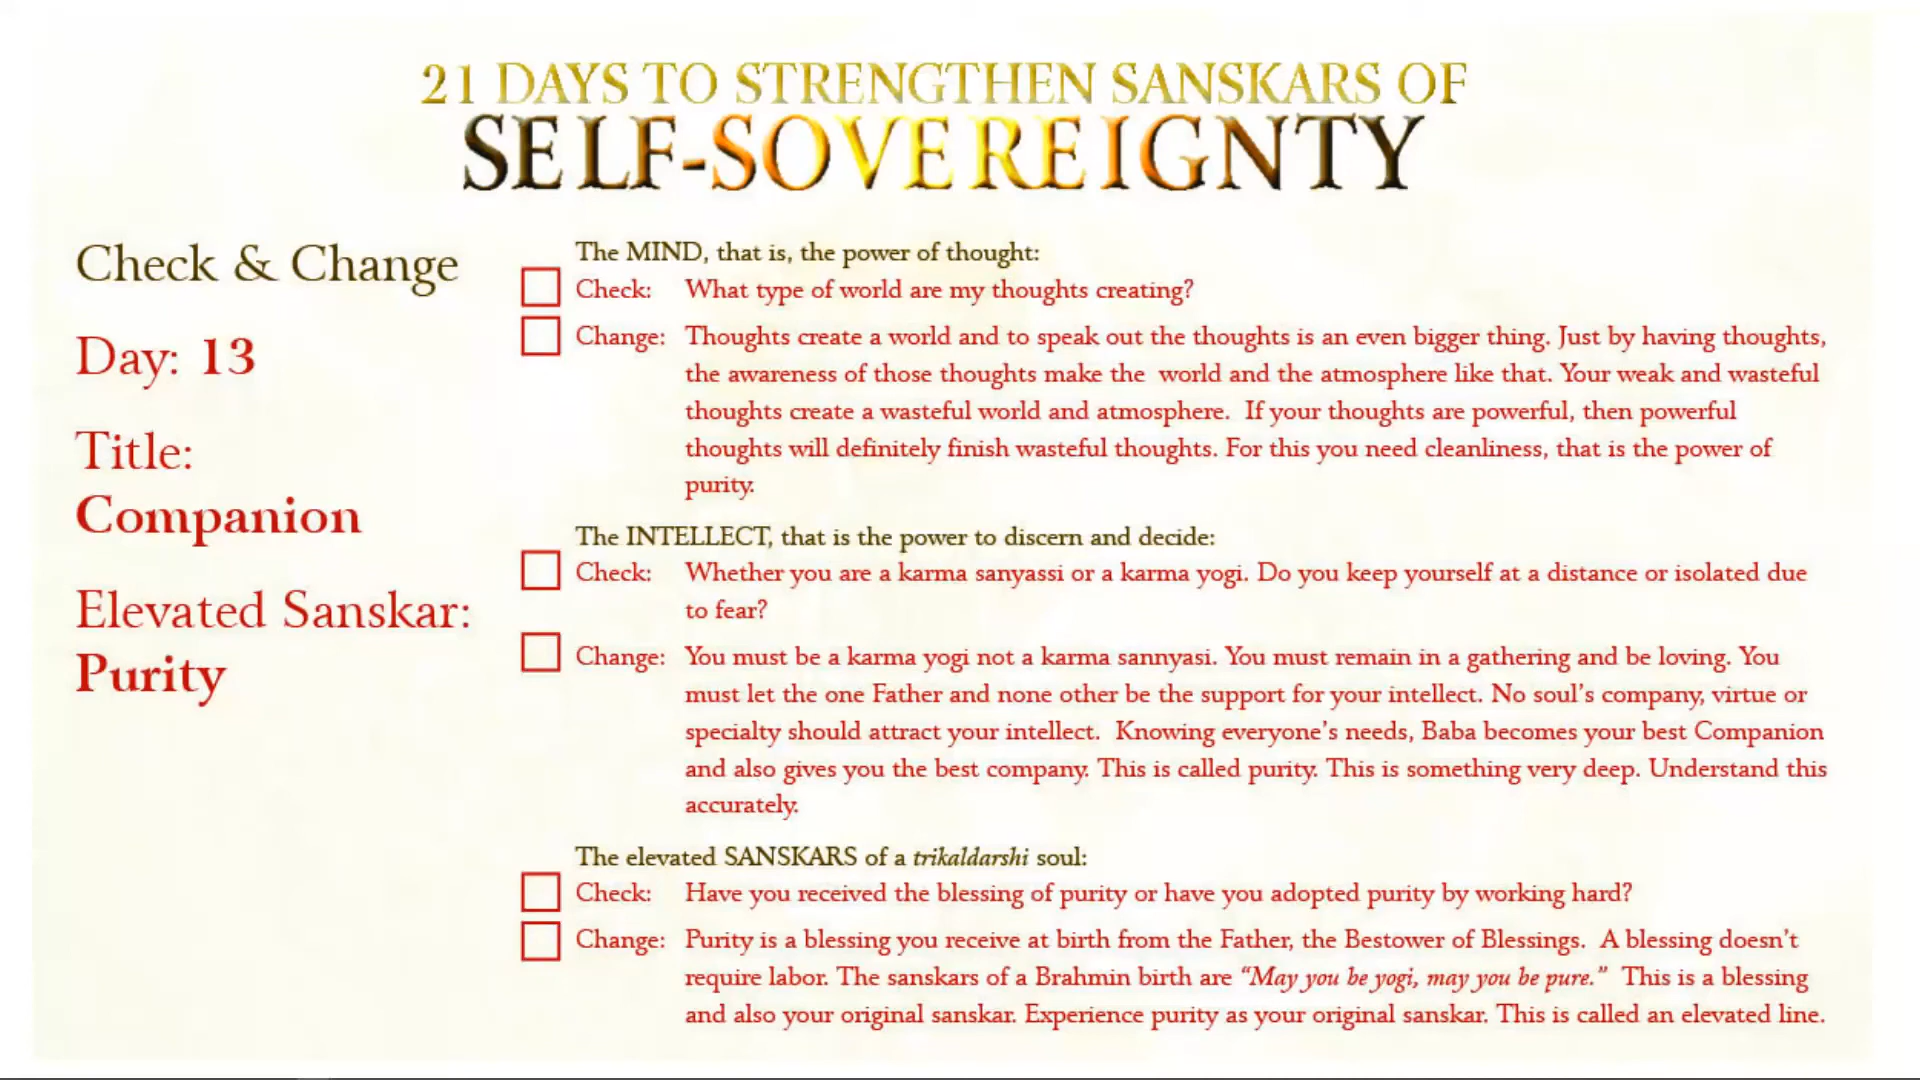 21 DAYS TO STRENGTHEN SANSKARS OF
SELF-SOVEREIGNTY
Check & Change
Day: 13
Title:
Companion
Elevated Sanskar:
Purity
The MIND, that is, the power of thought:
Check: What type of world are my thoughts creating?
Change: Thoughts create a world and to speak out the thoughts is an even bigger thing. Just by having thoughts,
the awareness of those thoughts make the world and the atmosphere like that. Your weak and wasteful
thoughts create a wasteful world and atmosphere. If your thoughts are powerful, then powerful
thoughts will definitely finish wasteful thoughts. For this you need cleanliness, that is the power of
purity.
The INTELLECT, that is the power to discern and decide:
Check: Whether you are a karma sanyassi or a karma yogi. Do you keep yourself at a distance or isolated due
to fear?
Change: You must be a karma yogi not a karma sannyasi. You must remain in a gathering and be loving. You
must let the one Father and none other be the support for your intellect. No soul's company, virtue or
specialty should attract your intellect. Knowing everyone's needs, Baba becomes your best Companion
and also gives you the best company. This is called purity. This is something very deep. Understand this
accurately.
The elevated SANSKARS of a trikaldarshi soul:
Check: Have you received the blessing of purity or have you adopted purity by working hard?
Change: Purity is a blessing you receive at birth from the Father, the Bestower of Blessings. A blessing doesn't
require labor. The sanskars of a Brahmin birth are "May you be yogi, may you be pure." This is a blessing
and also your original sanskar. Experience purity as your original sanskar. This is called an elevated line.